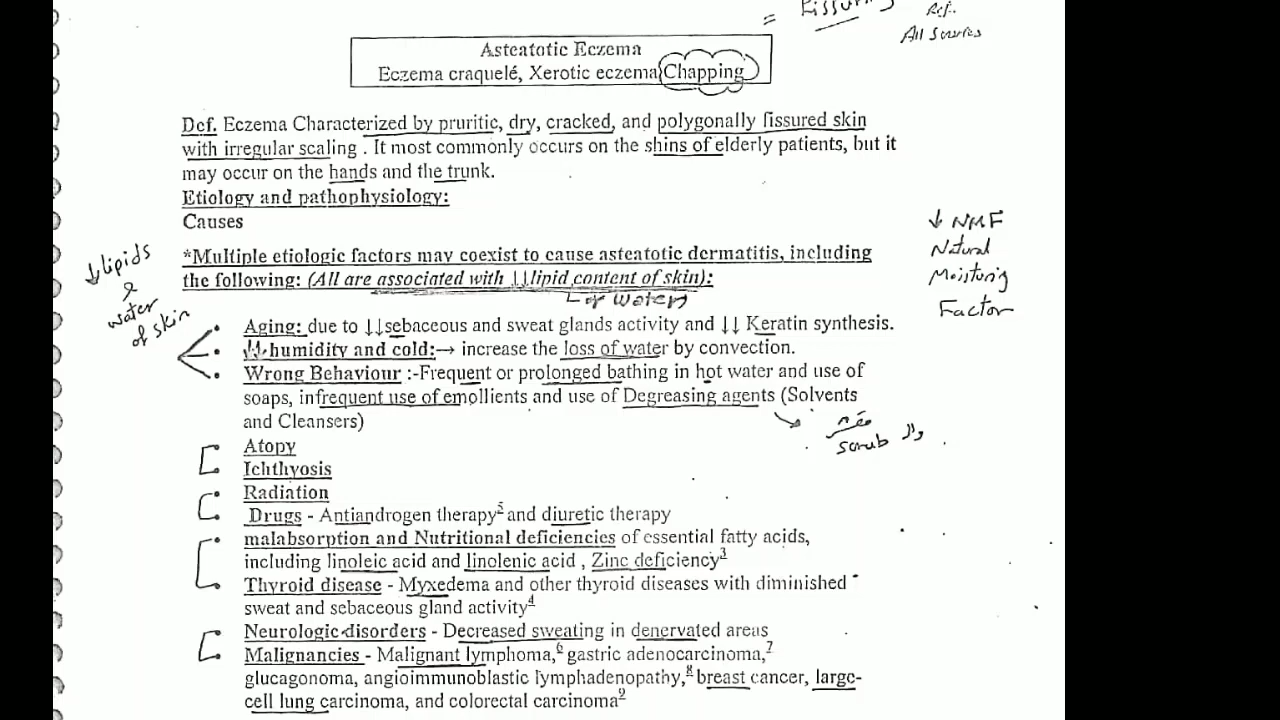 = Fissuring
Ref.
All sources
Asteatotic Eczema
Eczema craquelé, Xerotic eczema, Chapping
Def. Eczema Characterized by pruritic, dry, cracked, and polygonally fissured skin
with irregular scaling . It most commonly occurs on the shins of elderly patients, but it
may occur on the hands and the trunk.
Etiology and pathophysiology:
Causes
*Multiple etiologic factors may coexist to cause asteatotic dermatitis, including
the following: (All are associated with ↓↓lipid content of skin):
or water
↓ lipids
&
water
of skin
↓ NMF
Natural
Moisturing
Factor
• Aging: due to ↓↓sebaceous and sweat glands activity and ↓↓ Keratin synthesis.
• ↓↓ humidity and cold:→ increase the loss of water by convection.
• Wrong Behaviour :-Frequent or prolonged bathing in hot water and use of
soaps, infrequent use of emollients and use of Degreasing agents (Solvents
and Cleansers)
scrub وال
• Atopy
• Ichthyosis
• Radiation
• Drugs - Antiandrogen therapy⁵ and diuretic therapy
• malabsorption and Nutritional deficiencies of essential fatty acids,
including linoleic acid and linolenic acid , Zinc deficiency³
• Thyroid disease - Myxedema and other thyroid diseases with diminished
sweat and sebaceous gland activity⁴
• Neurologic disorders - Decreased sweating in denervated areas
• Malignancies - Malignant lymphoma,⁶ gastric adenocarcinoma,⁷
glucagonoma, angioimmunoblastic lymphadenopathy,⁸ breast cancer, large-
cell lung carcinoma, and colorectal carcinoma⁹